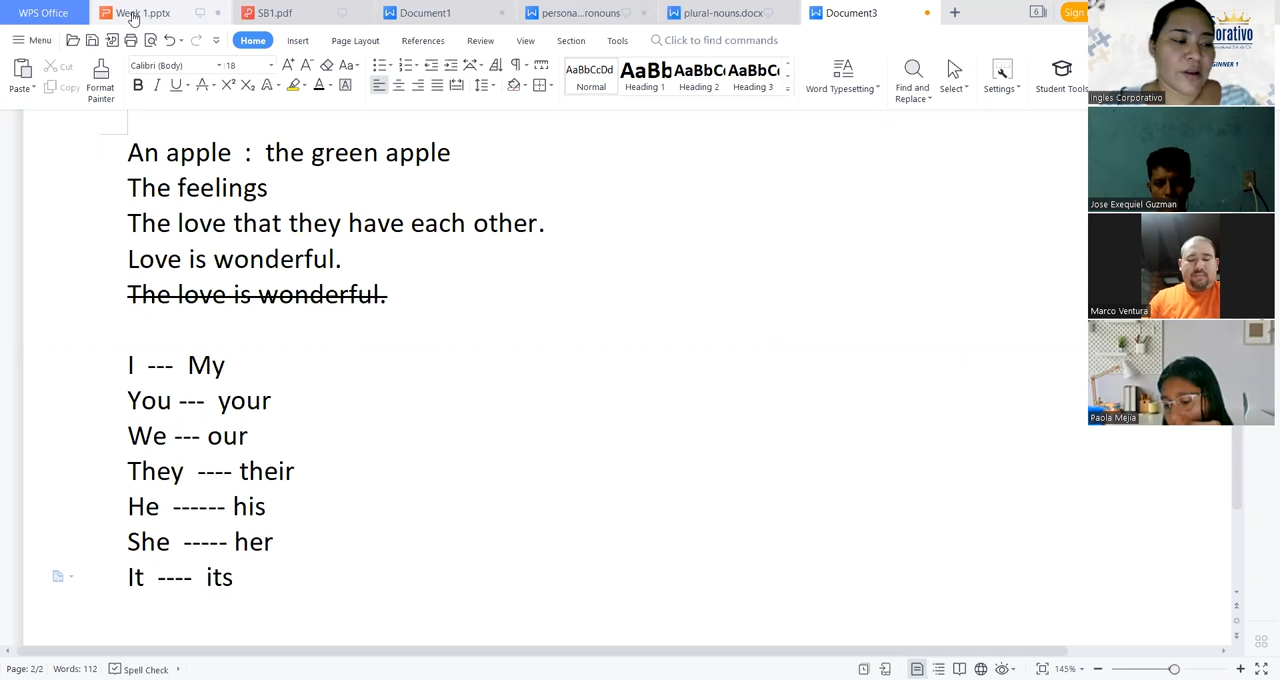 WPS Office
Week 1.pptx
SB1.pdf
Document1
persona...ronouns
plural-nouns.docx
Document3
6
Sign
Menu
Home
Insert
Page Layout
References
Review
View
Section
Tools
Click to find commands
Paste
Cut
Copy
Format Painter
Calibri (Body)
18
AaBbCcDd
Normal
AaBb
Heading 1
AaBbCc
Heading 2
AaBbCc
Heading 3
Word Typesetting
Find and Replace
Select
Settings
Student Tools
An apple : the green apple
The feelings
The love that they have each other.
Love is wonderful.
The love is wonderful.
I --- My
You --- your
We --- our
They ---- their
He ------ his
She ----- her
It ---- its
Ingles Corporativo
Jose Exequiel Guzman
Marco Ventura
Paola Mejia
Page: 2/2
Words: 112
Spell Check
145%